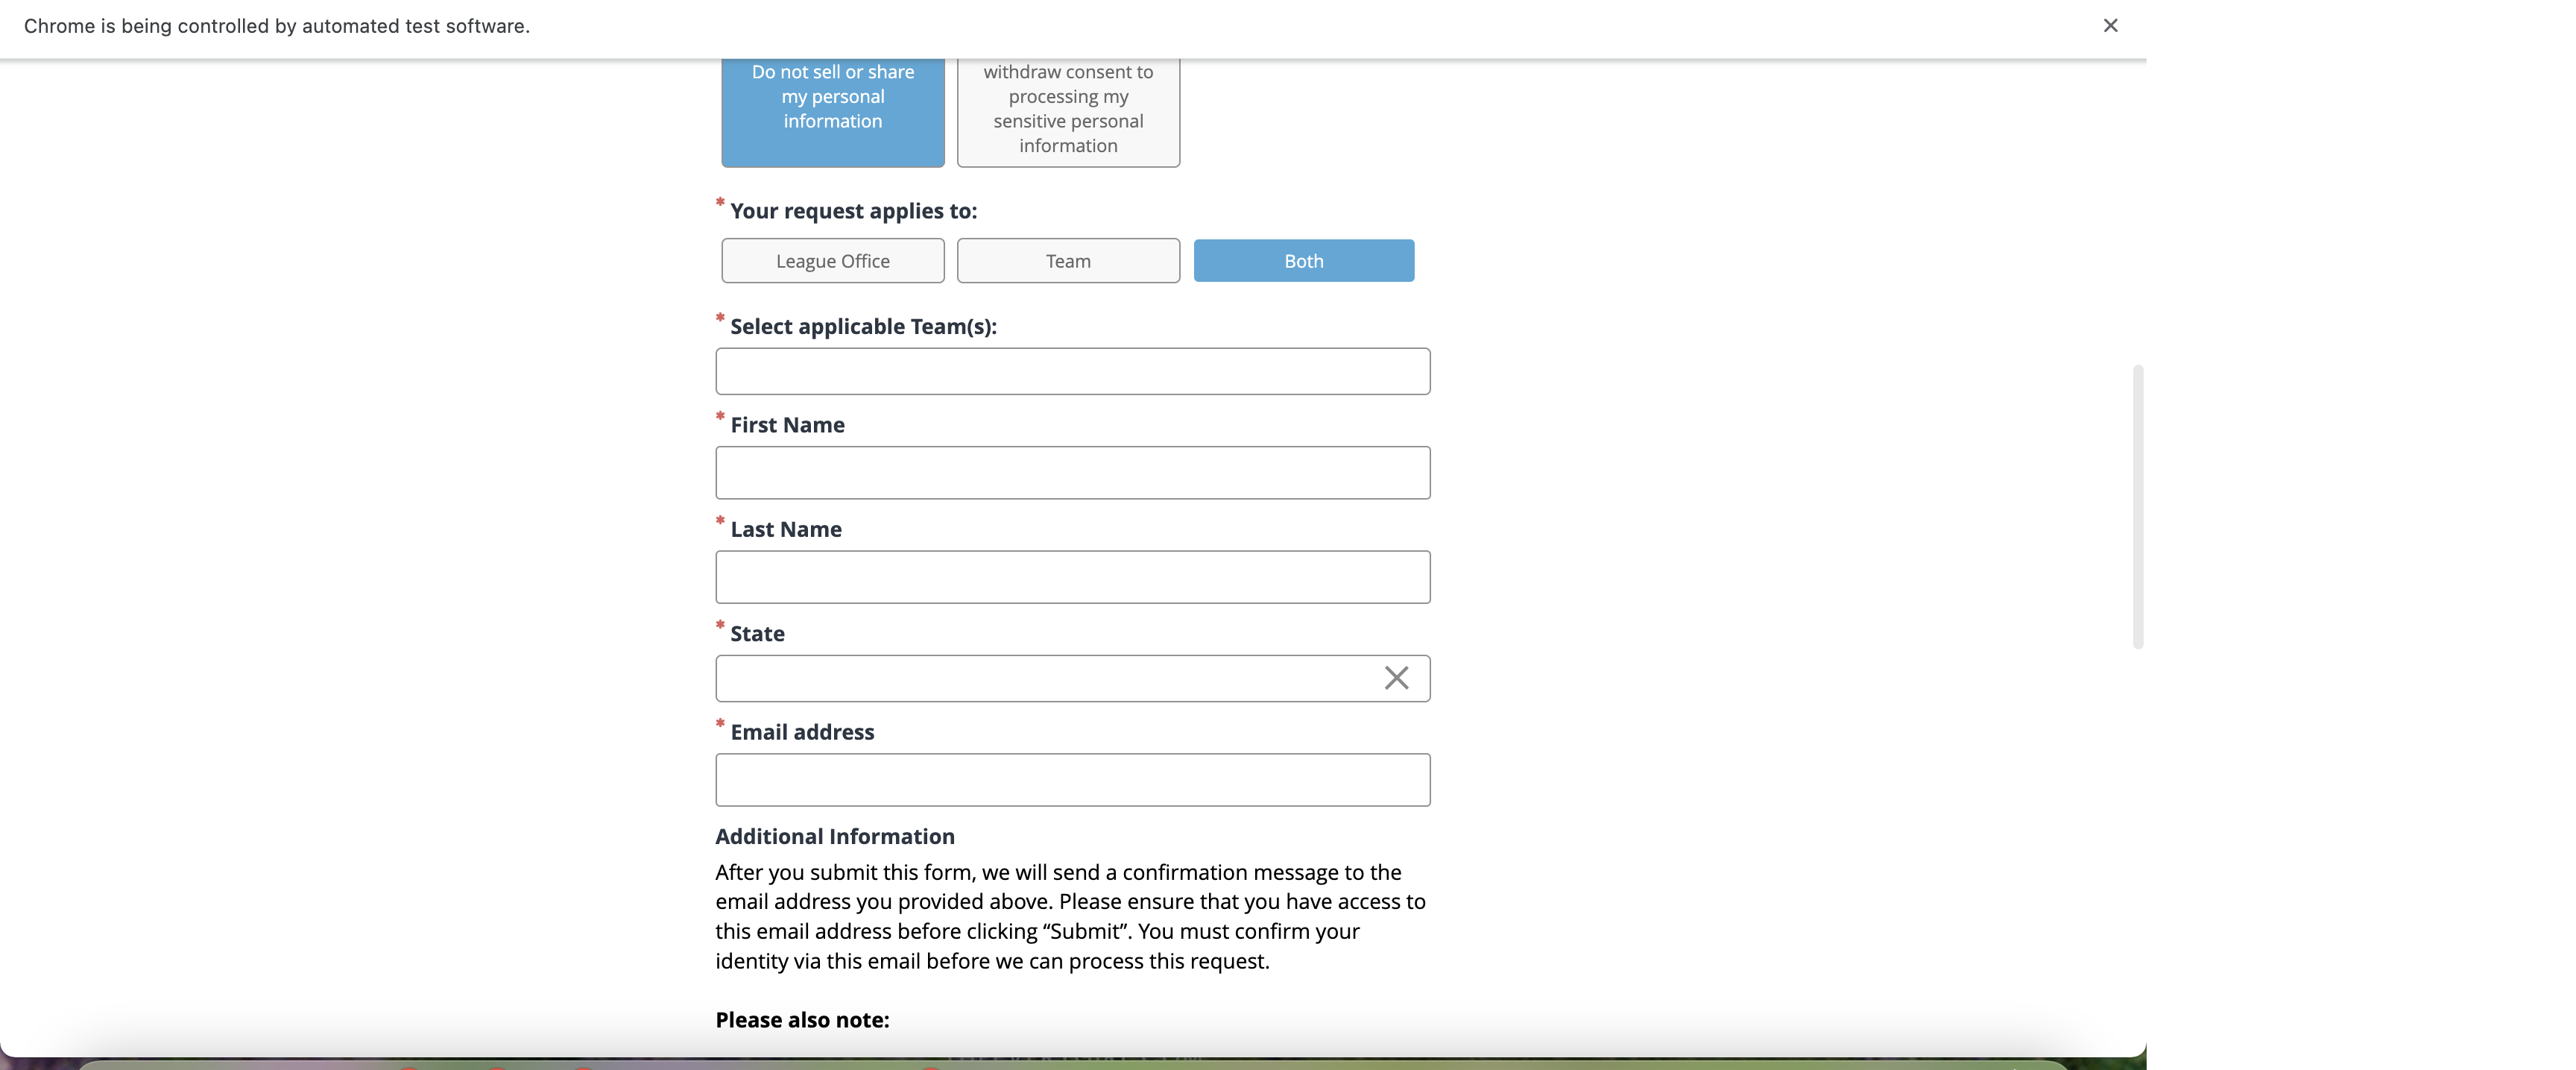 Chrome is being controlled by automated test software.
Do not sell or share
my personal
information
withdraw consent to
processing my
sensitive personal
information
* Your request applies to:
League Office
Team
Both
* Select applicable Team(s):
* First Name
* Last Name
* State
* Email address
Additional Information
After you submit this form, we will send a confirmation message to the
email address you provided above. Please ensure that you have access to
this email address before clicking “Submit”. You must confirm your
identity via this email before we can process this request.
Please also note: